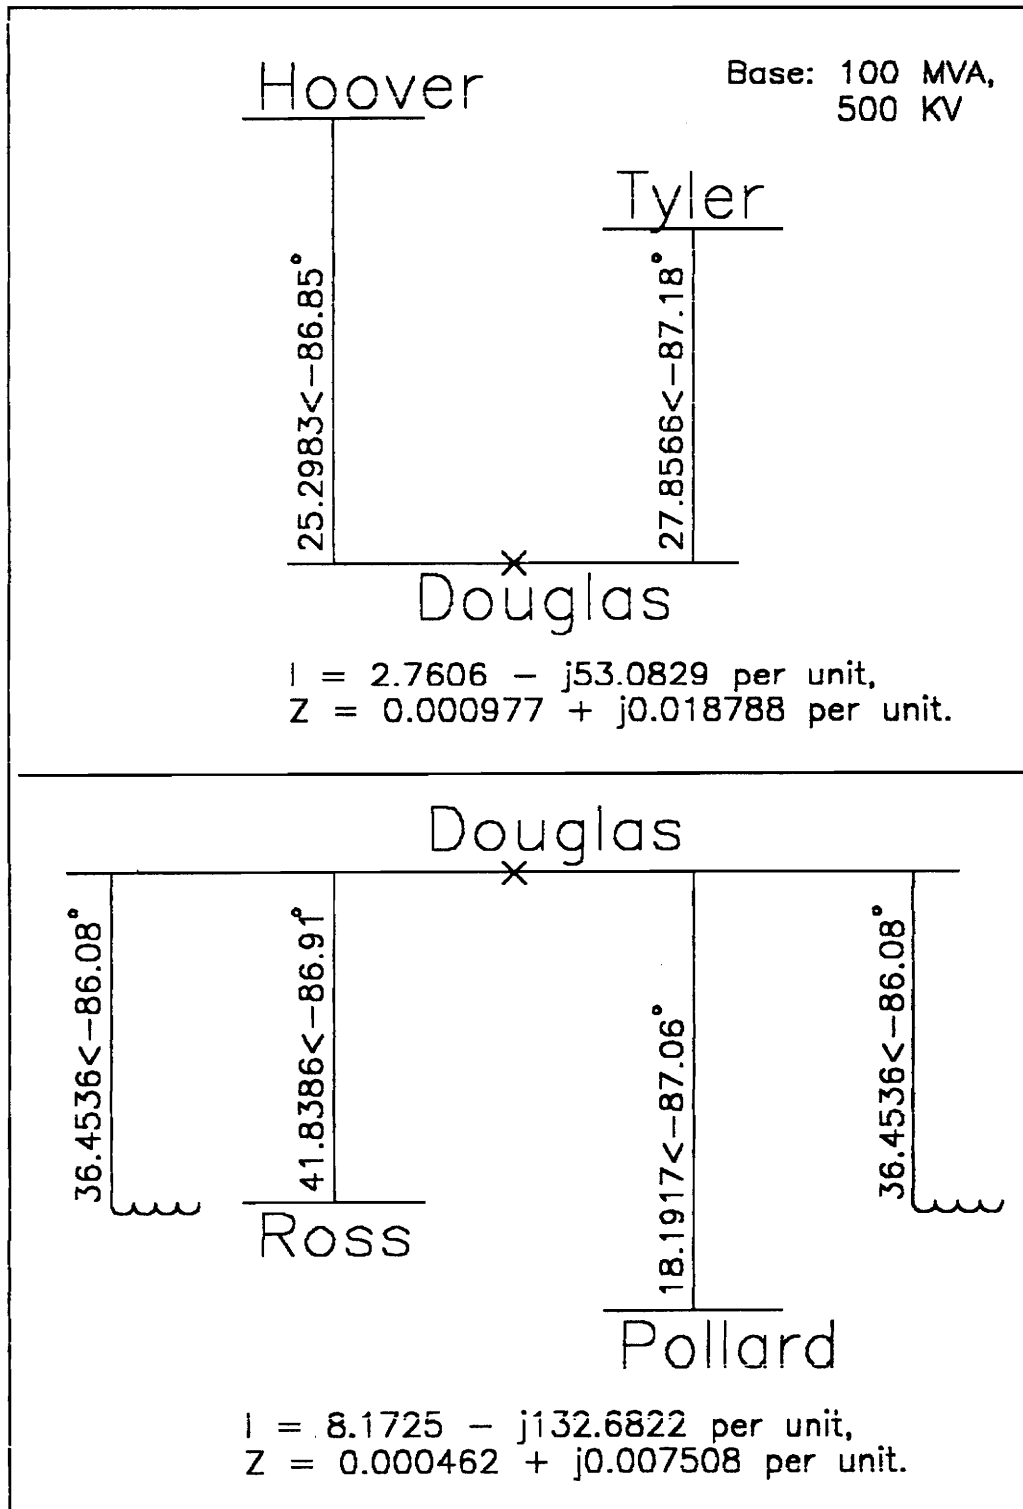 Hoover
Base: 100 MVA,
500 KV
Tyler
25.2983<-86.85°
27.8566<-87.18°
Douglas
I = 2.7606 - j53.0829 per unit,
Z = 0.000977 + j0.018788 per unit.
Douglas
36.4536<-86.08°
41.8386<-86.91°
18.1917<-87.06°
36.4536<-86.08°
Ross
Pollard
I = 8.1725 - j132.6822 per unit,
Z = 0.000462 + j0.007508 per unit.